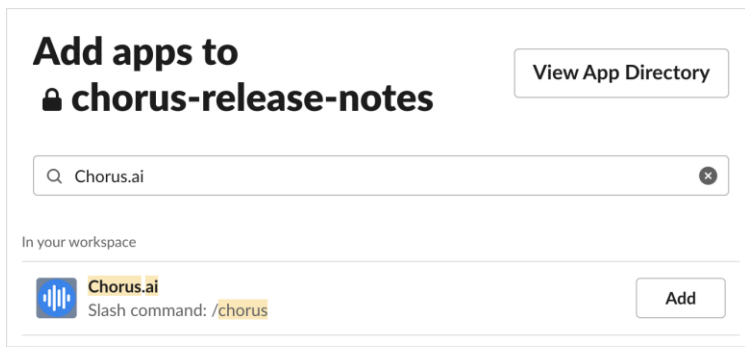 Add apps to
chorus-release-notes
View App Directory
Chorus.ai
In your workspace
Chorus.ai
Slash command: /chorus
Add